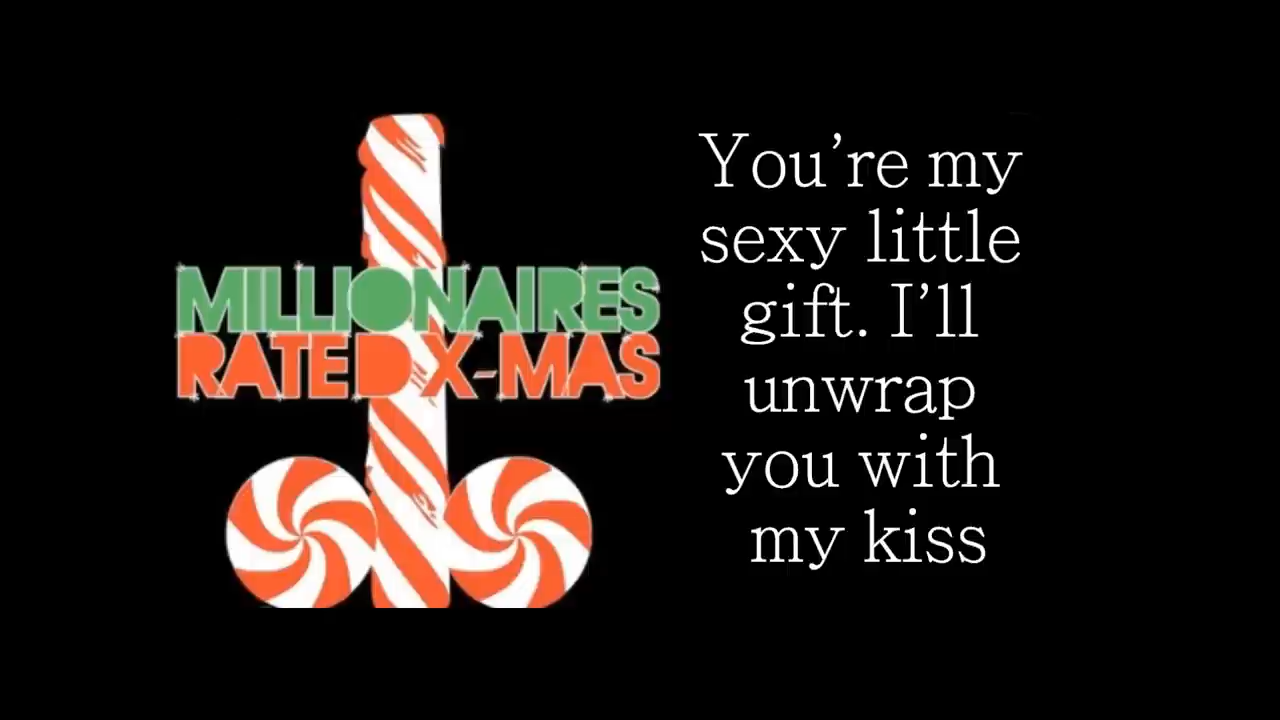 MILLIONAIRES
RATED X-MAS
You’re my
sexy little
gift. I’ll
unwrap
you with
my kiss